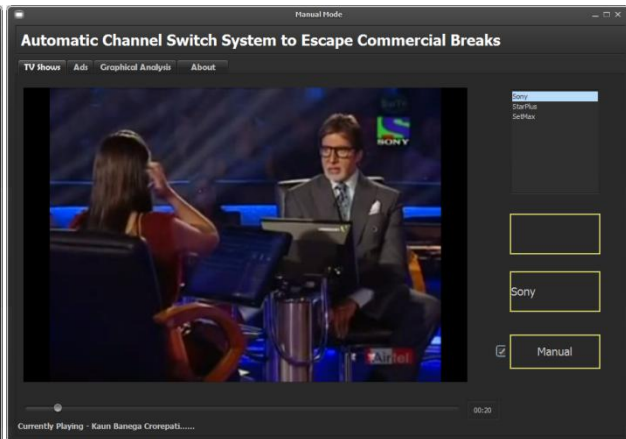 Manual Mode
Automatic Channel Switch System to Escape Commercial Breaks
TV Shows Ads Graphical Analysis About
Sony
StarPlus
SetMax
SONY
Sony
Airtel
Manual
00:20
Currently Playing - Kaun Banega Crorepati......